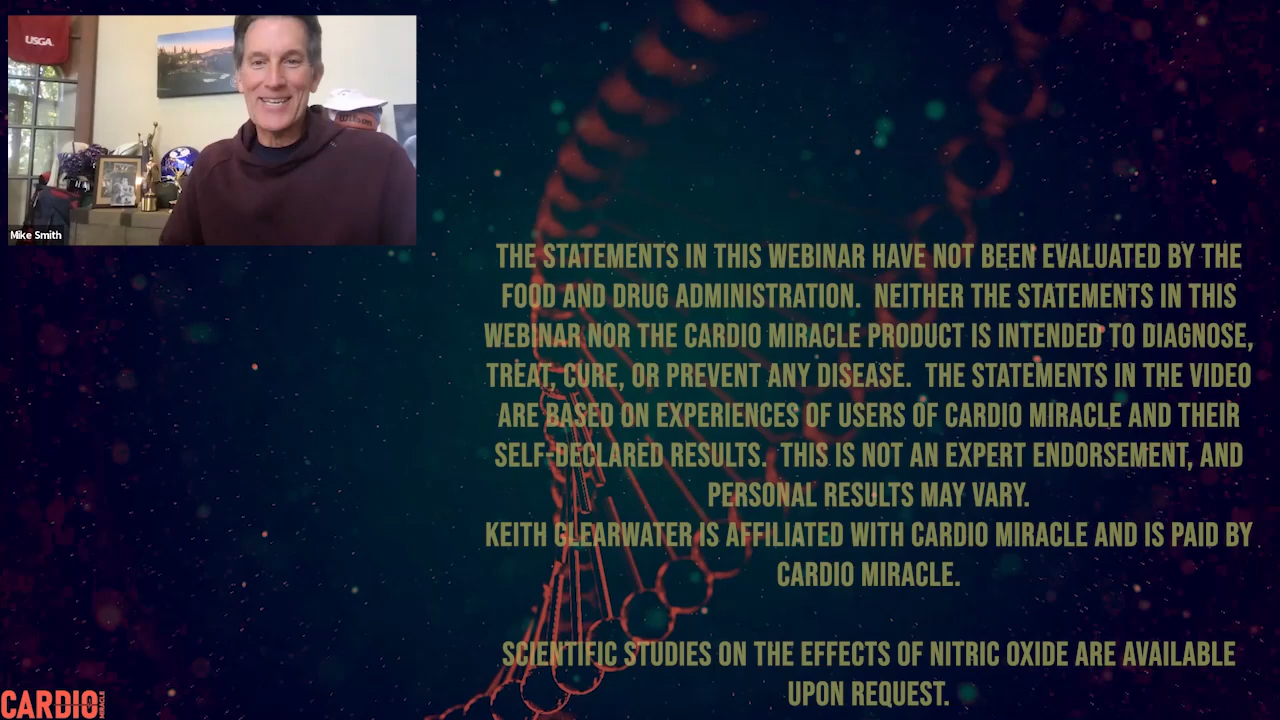 USGA
Wilson
Mike Smith
THE STATEMENTS IN THIS WEBINAR HAVE NOT BEEN EVALUATED BY THE
FOOD AND DRUG ADMINISTRATION. NEITHER THE STATEMENTS IN THIS
WEBINAR NOR THE CARDIO MIRACLE PRODUCT IS INTENDED TO DIAGNOSE,
TREAT, CURE, OR PREVENT ANY DISEASE. THE STATEMENTS IN THE VIDEO
ARE BASED ON EXPERIENCES OF USERS OF CARDIO MIRACLE AND THEIR
SELF-DECLARED RESULTS. THIS IS NOT AN EXPERT ENDORSEMENT, AND
PERSONAL RESULTS MAY VARY.
KEITH CLEARWATER IS AFFILIATED WITH CARDIO MIRACLE AND IS PAID BY
CARDIO MIRACLE.
SCIENTIFIC STUDIES ON THE EFFECTS OF NITRIC OXIDE ARE AVAILABLE
UPON REQUEST.
CARDIO
MIRACLE